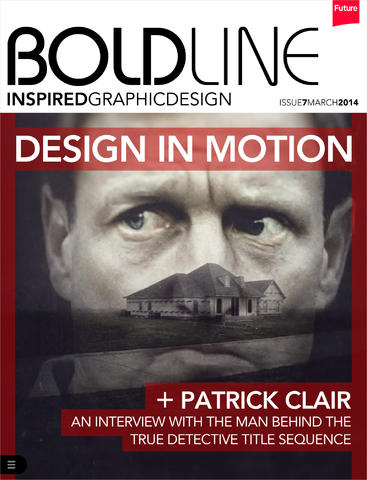 Future
BOLDLINE
INSPIREDGRAPHICDESIGN
ISSUE7MARCH2014
DESIGN IN MOTION
+ PATRICK CLAIR
AN INTERVIEW WITH THE MAN BEHIND THE
TRUE DETECTIVE TITLE SEQUENCE